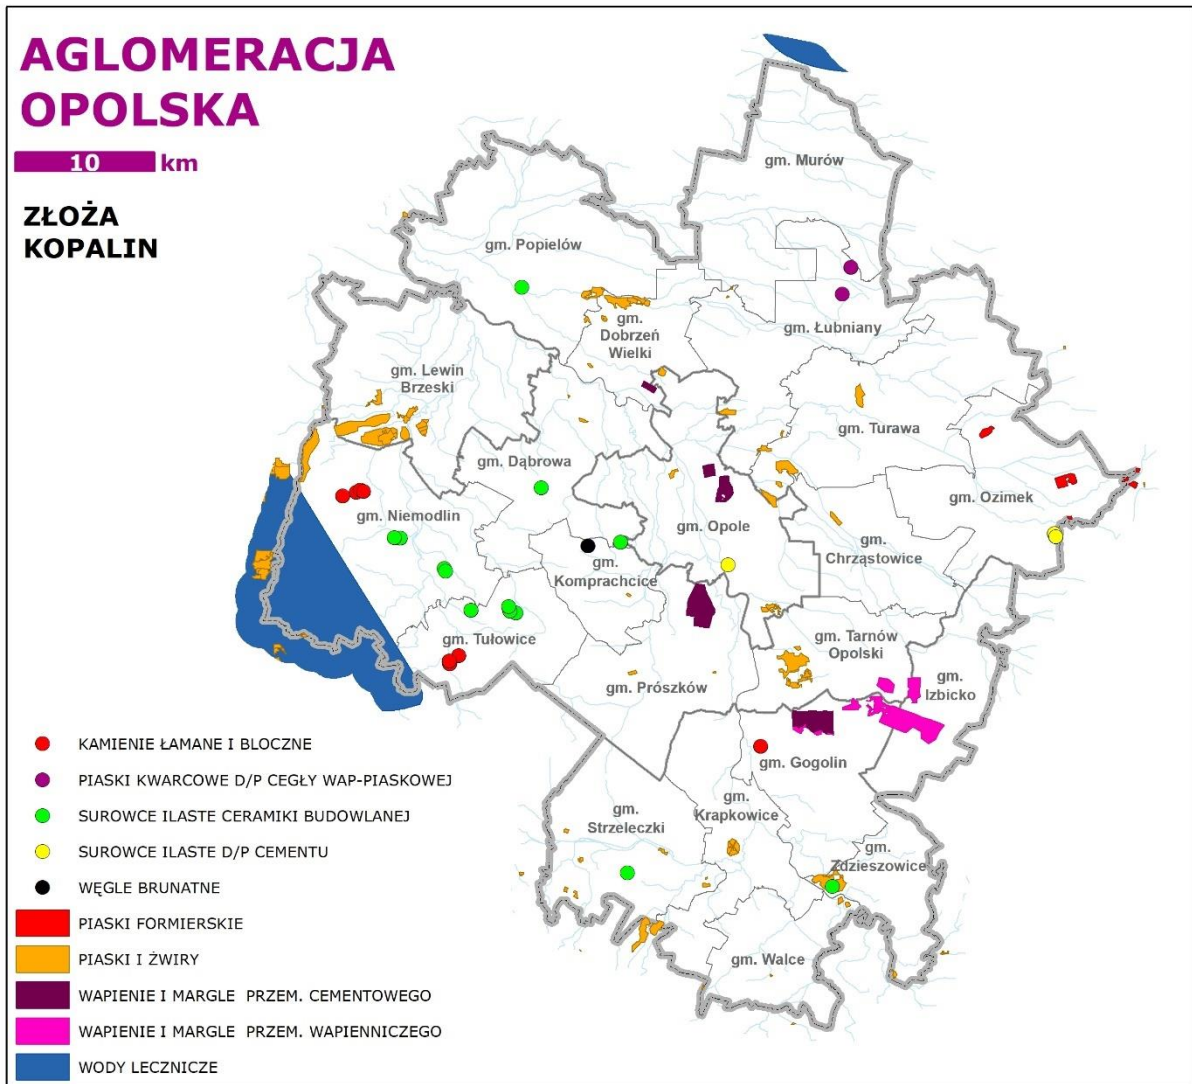 AGLOMERACJA
OPOLSKA
10 km
ZŁOŻA
KOPALIN
gm. Murów
gm. Popielów
gm. Łubniany
gm.
Dobrzeń
Wielki
gm. Lewin
Brzeski
gm. Turawa
gm. Dąbrowa
gm. Ozimek
gm. Niemodlin
gm. Opole
gm.
Chrząstowice
gm.
Komprachcice
gm. Tułowice
gm. Tarnów
Opolski
gm.
Izbicko
gm. Prószków
gm. Gogolin
gm.
Krapkowice
gm.
Strzeleczki
gm.
Zdzieszowice
gm. Walce
KAMIENIE ŁAMANE I BLOCZNE
PIASKI KWARCOWE D/P CEGŁY WAP-PIASKOWEJ
SUROWCE ILASTE CERAMIKI BUDOWLANEJ
SUROWCE ILASTE D/P CEMENTU
WĘGLE BRUNATNE
PIASKI FORMIERSKIE
PIASKI I ŻWIRY
WAPIENIE I MARGLE PRZEM. CEMENTOWEGO
WAPIENIE I MARGLE PRZEM. WAPIENNICZEGO
WODY LECZNICZE